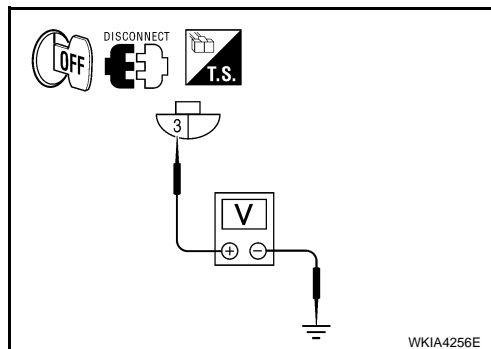 DISCONNECT
OFF
T.S.
3
V
+ −
WKIA4256E